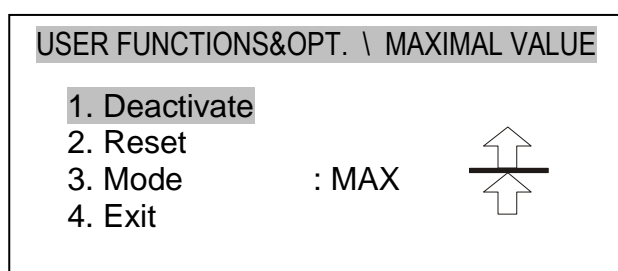 USER FUNCTIONS&OPT. \ MAXIMAL VALUE
1. Deactivate
2. Reset
3. Mode : MAX
4. Exit